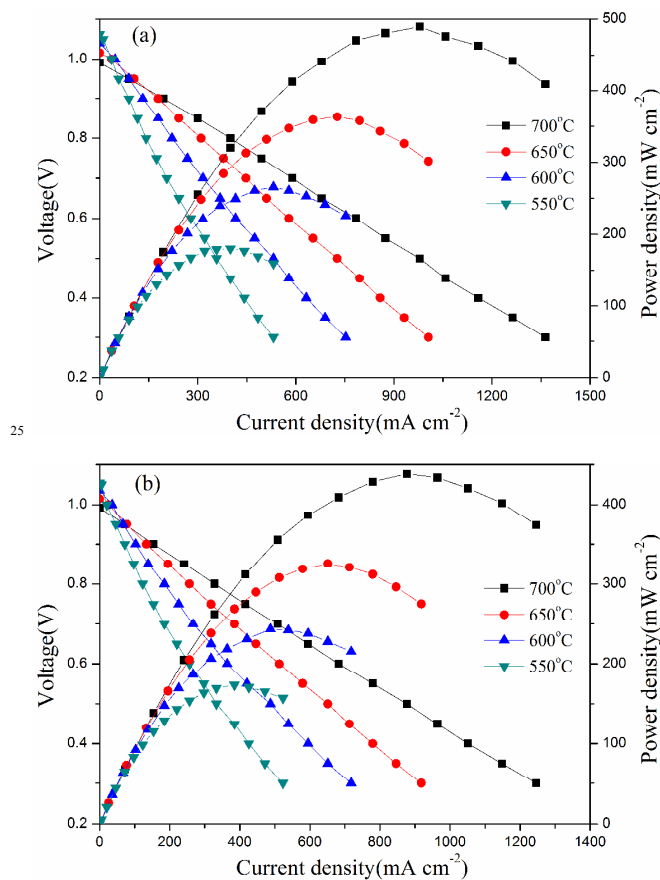 (a)
500
1.0
400
700°C
0.8
650°C
300
600°C
550°C
0.6
200
0.4
100
0.2
0
0
300
600
900
1200
1500
Voltage(V)
Power density(mW cm⁻²)
Current density(mA cm⁻²)
25
(b)
1.0
400
700°C
0.8
650°C
300
600°C
550°C
0.6
200
0.4
100
0.2
0
0
200
400
600
800
1000
1200
1400
Voltage(V)
Power density(mW cm⁻²)
Current density(mA cm⁻²)